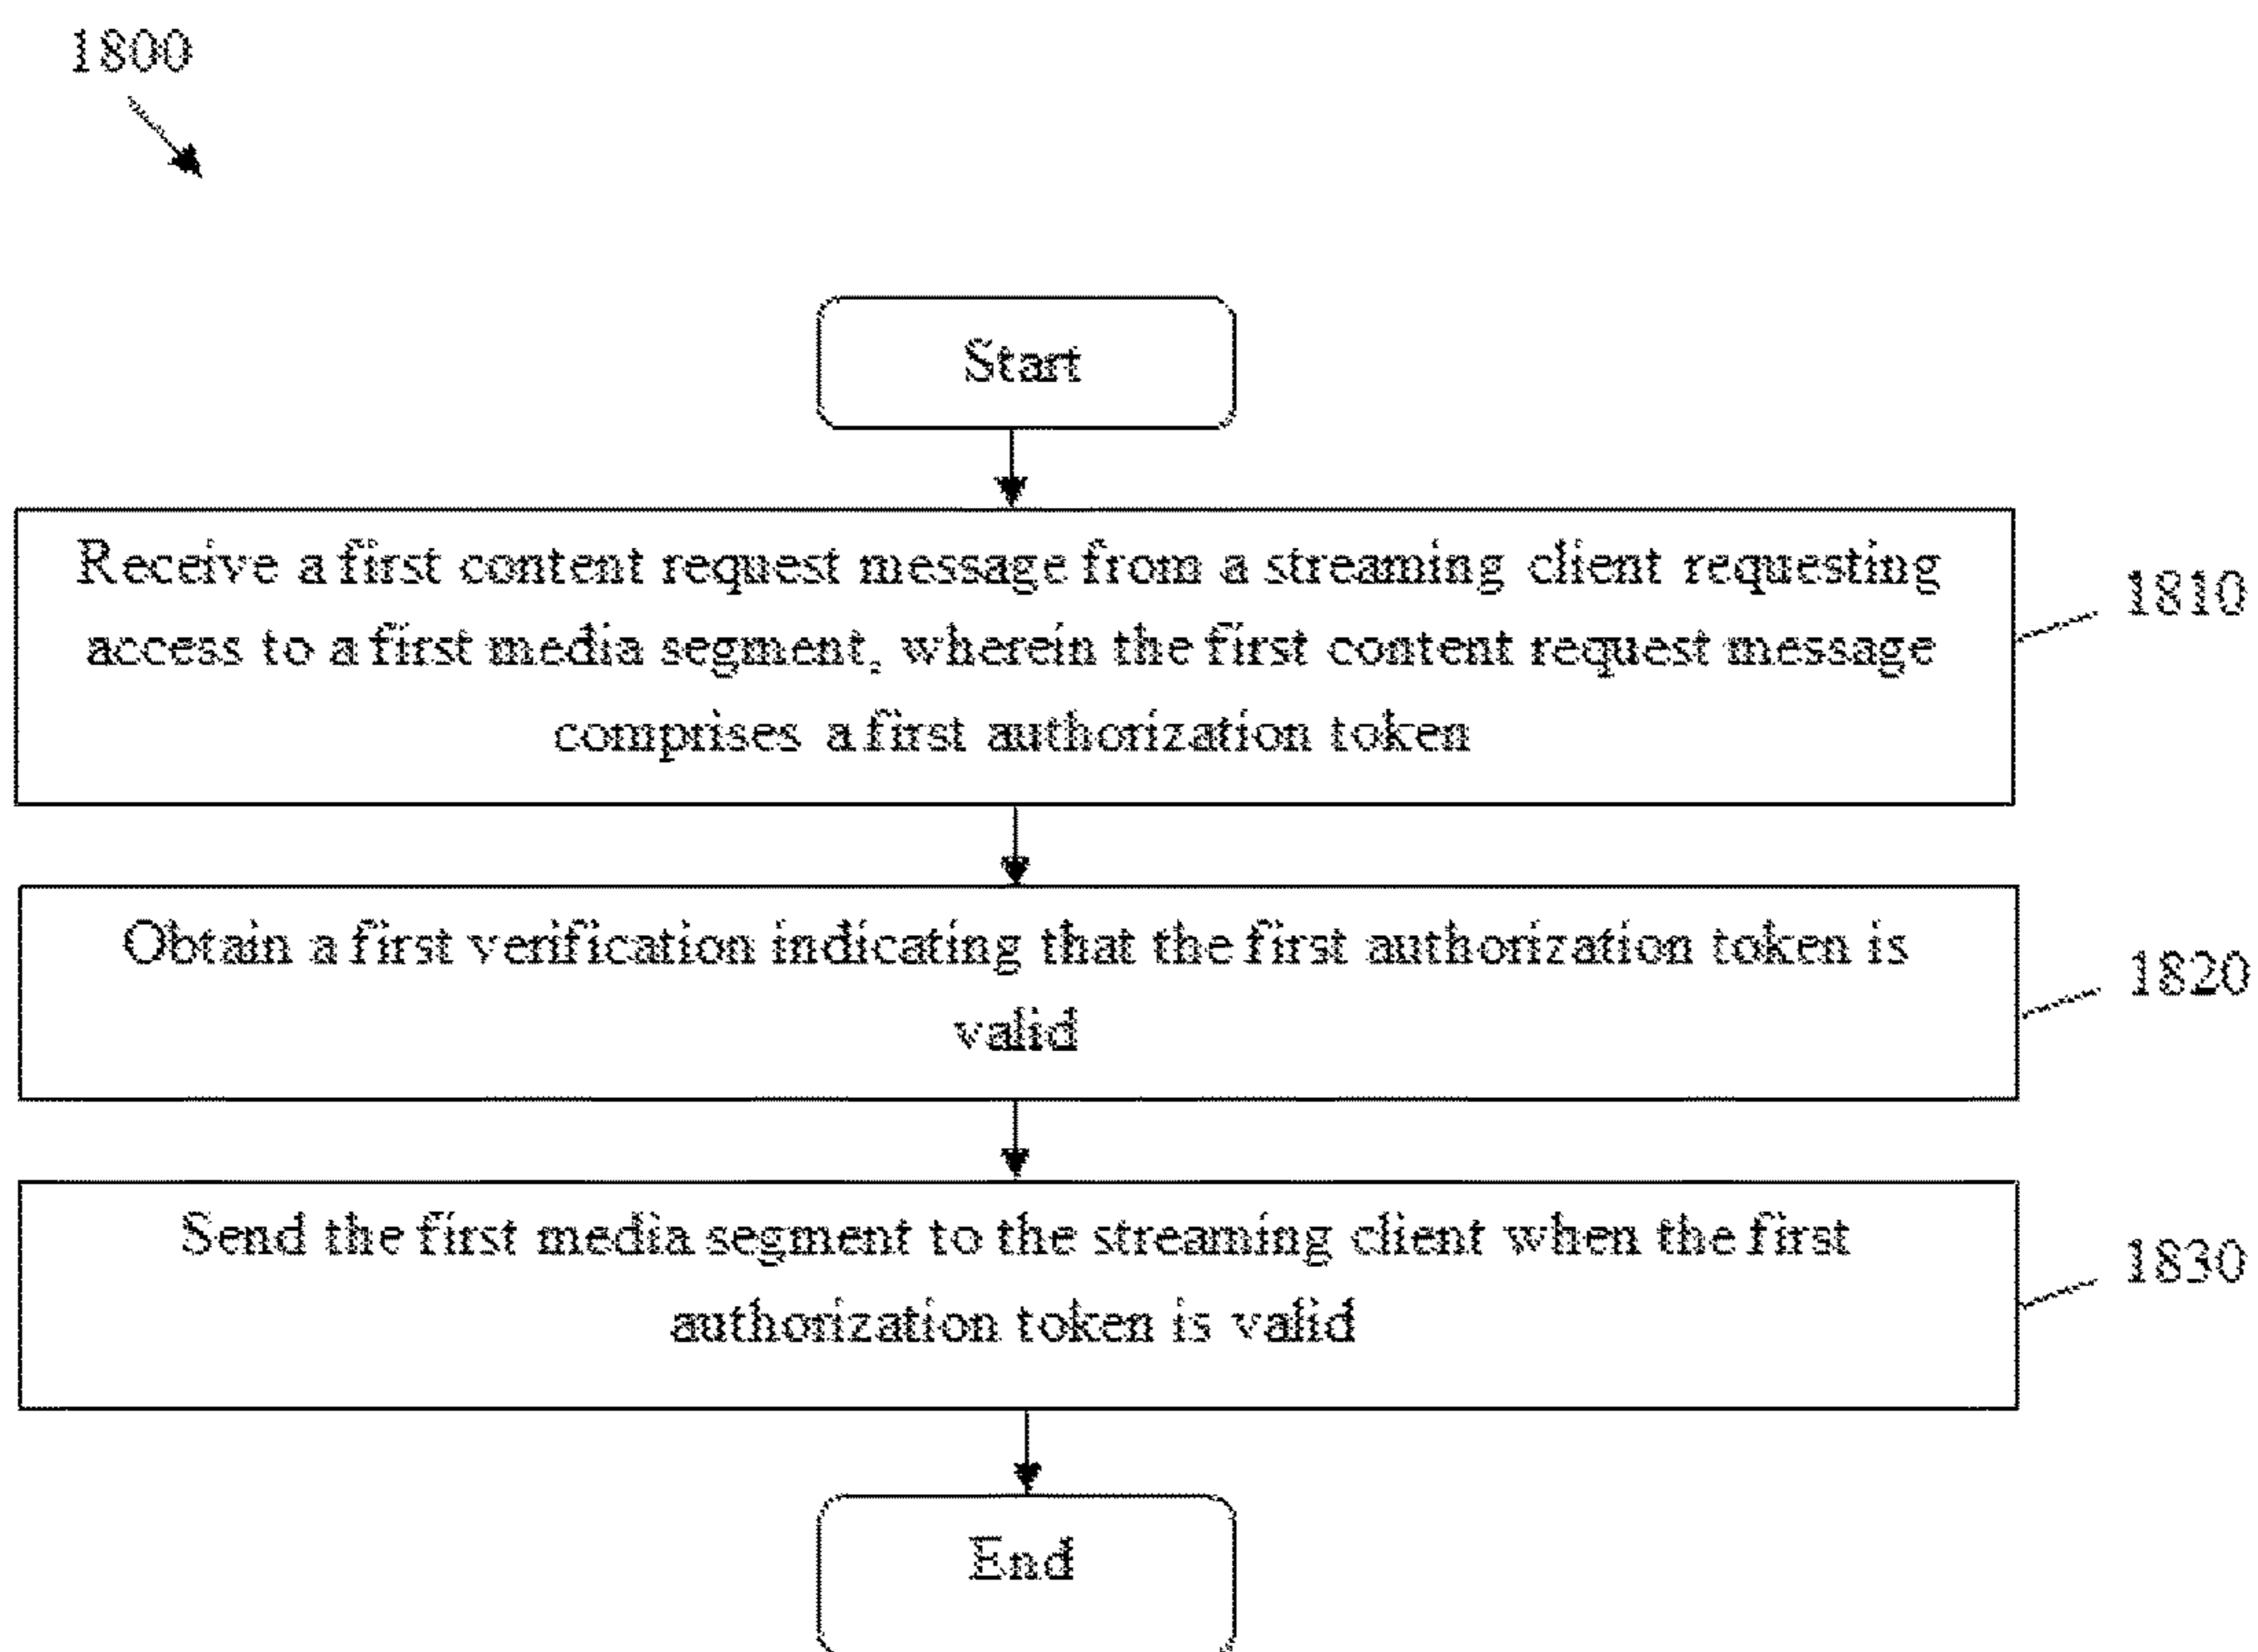 1800
Start
Receive a first content request message from a streaming client requesting
access to a first media segment, wherein the first content request message
comprises a first authorization token
1810
Obtain a first verification indicating that the first authorization token is
valid
1820
Send the first media segment to the streaming client when the first
authorization token is valid
1830
End